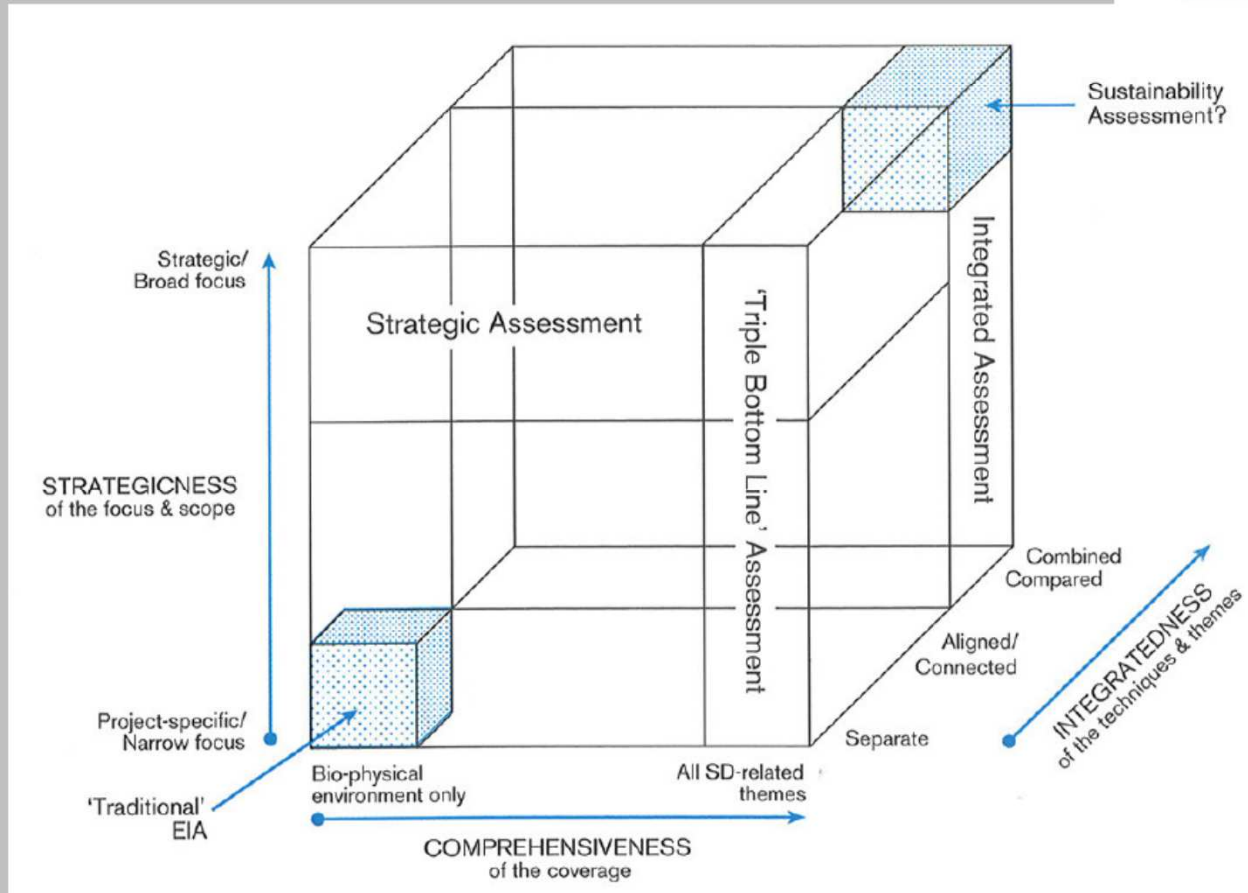 Sustainability
Assessment?
Strategic/
Broad focus
Strategic Assessment
'Triple Bottom Line' Assessment
Integrated Assessment
STRATEGICNESS
of the focus & scope
Combined
Compared
Aligned/
Connected
Separate
INTEGRATEDNESS
of the techniques & themes
Project-specific/
Narrow focus
'Traditional'
EIA
Bio-physical
environment only
All SD-related
themes
COMPREHENSIVENESS
of the coverage